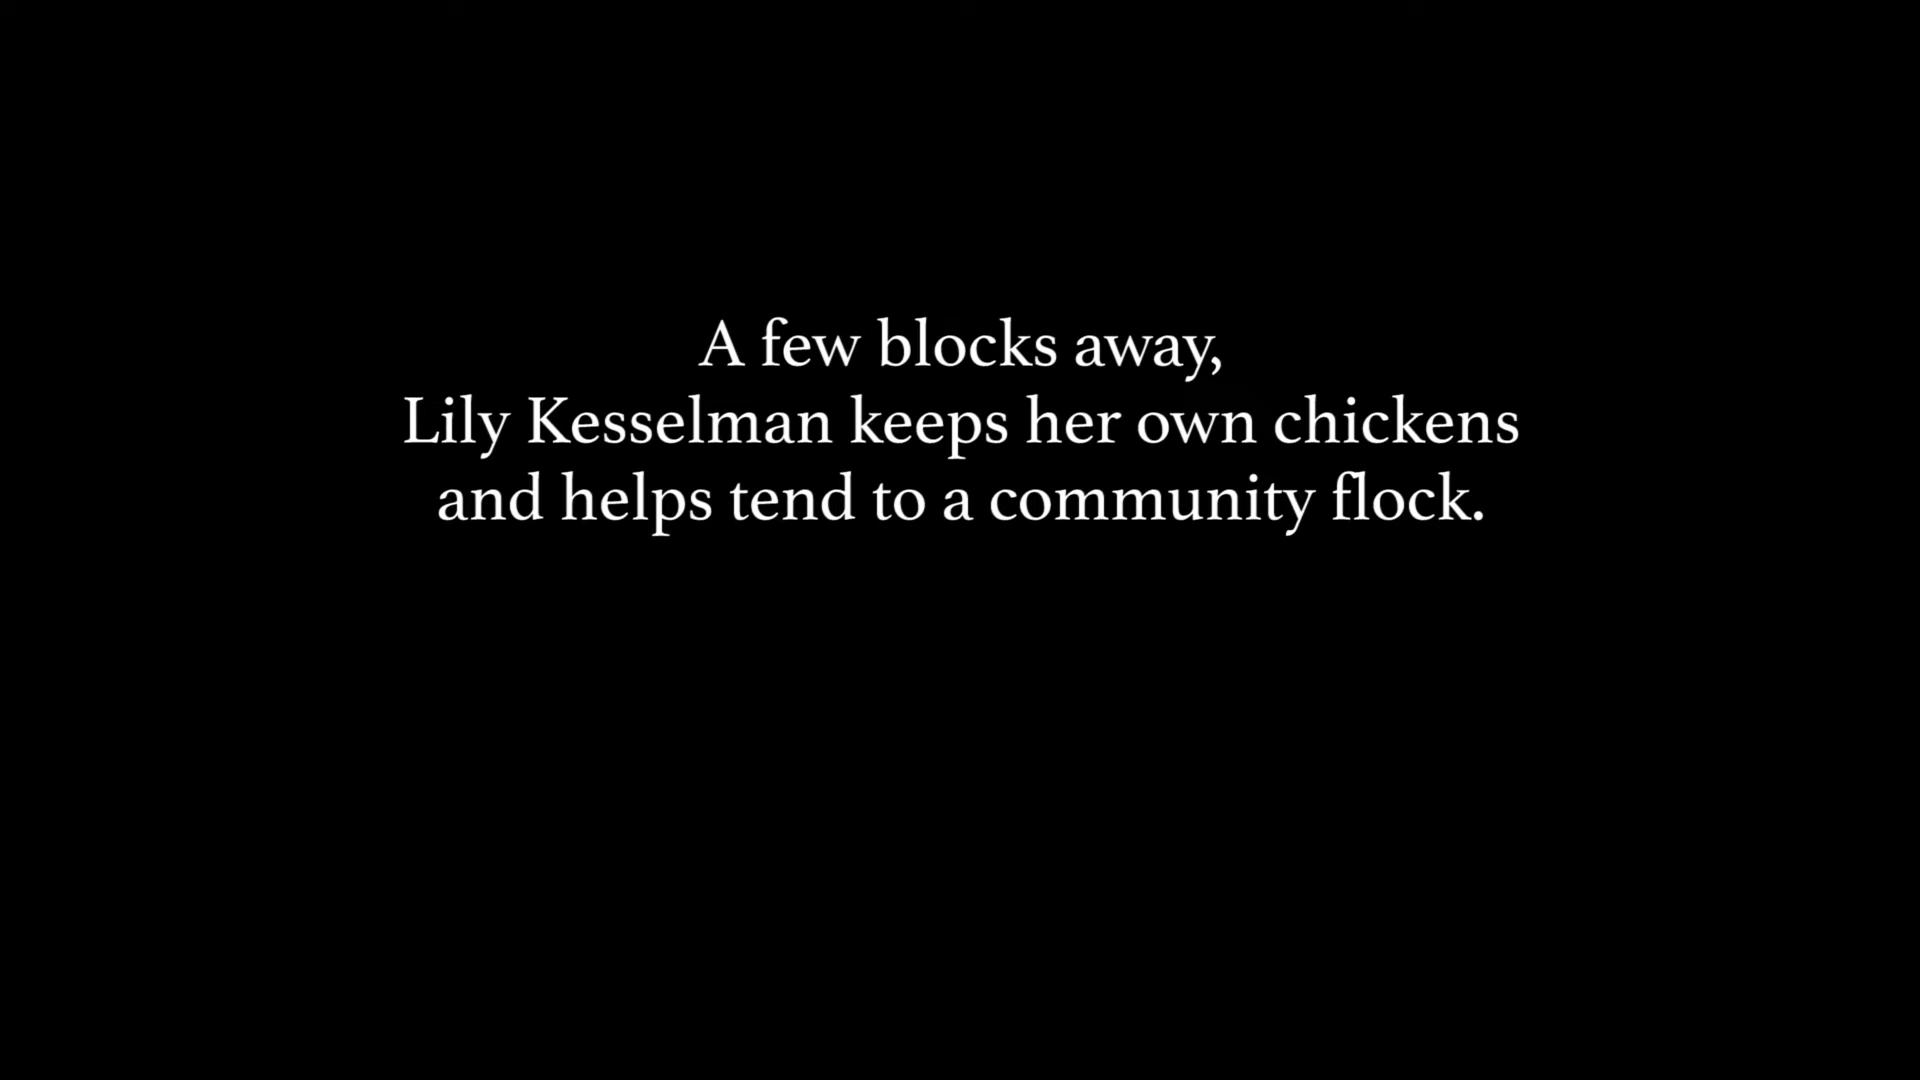 A few blocks away,
Lily Kesselman keeps her own chickens
and helps tend to a community flock.